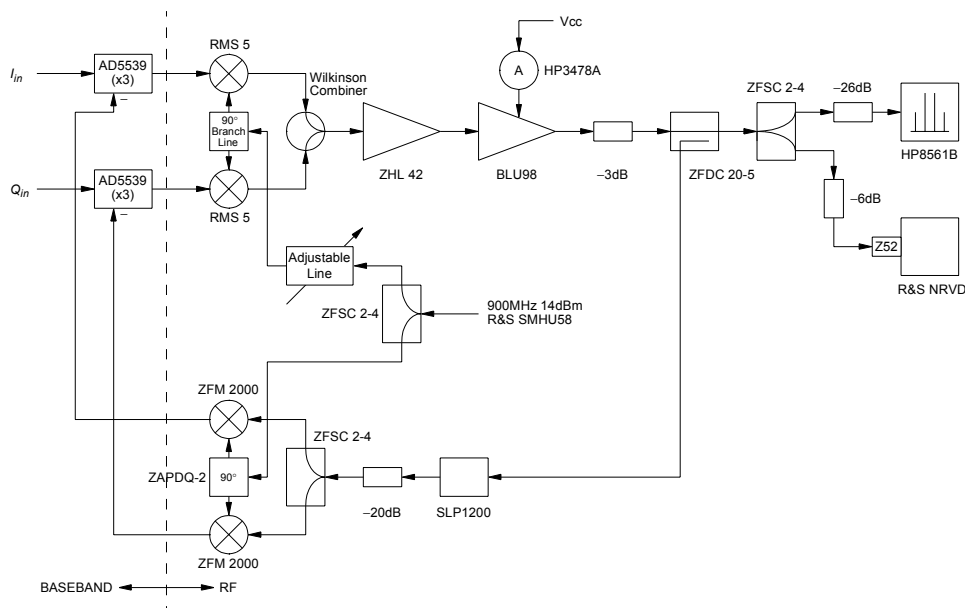 Vcc
RMS 5
AD5539
(x3)
−
I in
Wilkinson
Combiner
A
HP3478A
ZFSC 2-4
−26dB
HP8561B
90°
Branch
Line
ZHL 42
BLU98
−3dB
ZFDC 20-5
−6dB
Q in
AD5539
(x3)
−
RMS 5
Z52
R&S NRVD
Adjustable
Line
ZFSC 2-4
900MHz 14dBm
R&S SMHU58
ZFM 2000
ZFSC 2-4
ZAPDQ-2
90°
−20dB
SLP1200
ZFM 2000
BASEBAND
RF